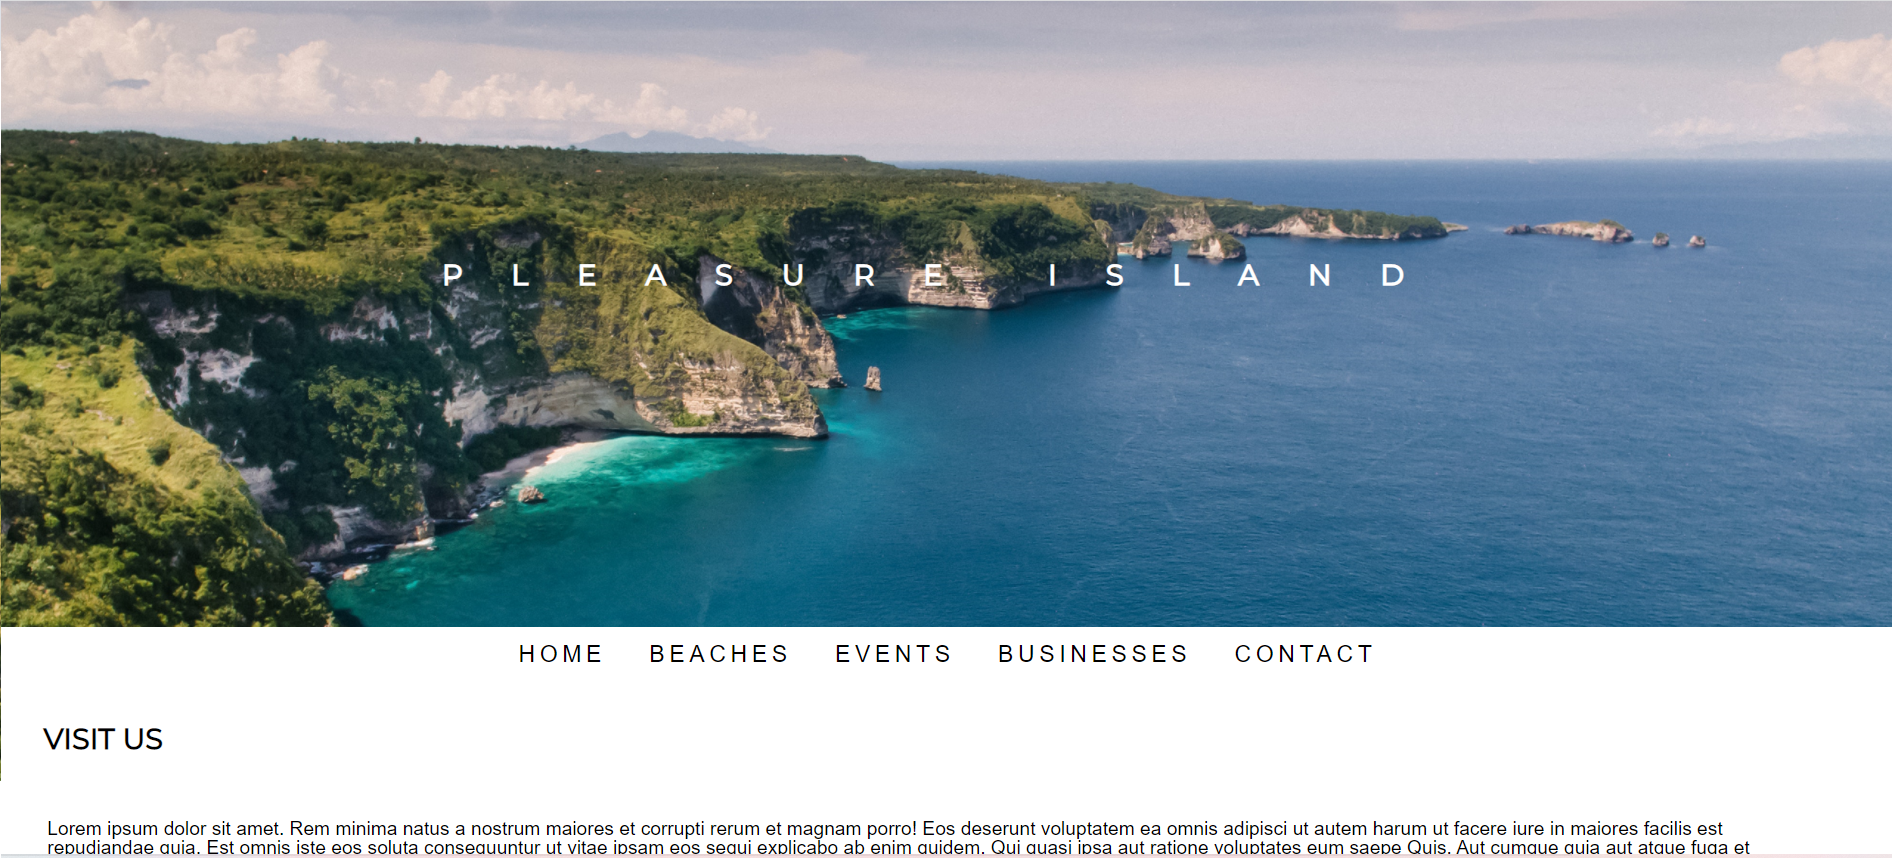 PLEASURE ISLAND
HOME BEACHES EVENTS BUSINESSES CONTACT
VISIT US
Lorem ipsum dolor sit amet. Rem minima natus a nostrum maiores et corrupti rerum et magnam porro! Eos deserunt voluptatem ea omnis adipisci ut autem harum ut facere iure in maiores facilis est
repudiandae quia. Est omnis iste eos soluta consequuntur ut vitae ipsam eos sequi explicabo ab enim quidem. Qui quasi ipsa aut ratione voluptates eum saepe Quis. Aut cumque quia aut atque fuga et